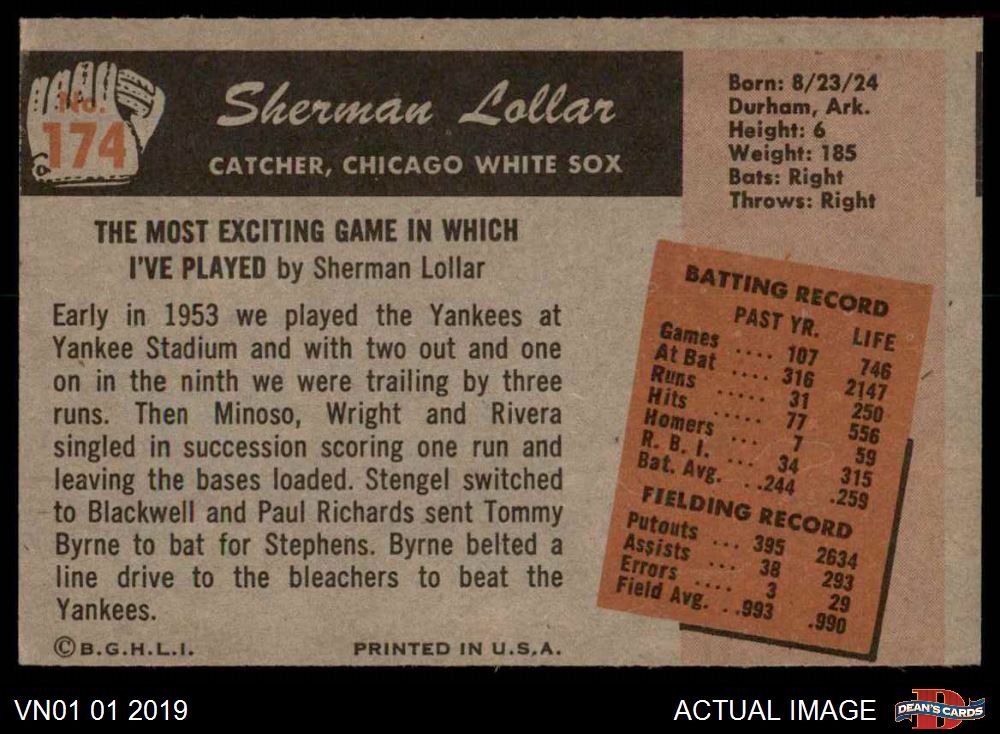 No.
174
Sherman Lollar
CATCHER, CHICAGO WHITE SOX
Born: 8/23/24
Durham, Ark.
Height: 6
Weight: 185
Bats: Right
Throws: Right
THE MOST EXCITING GAME IN WHICH
I'VE PLAYED by Sherman Lollar
Early in 1953 we played the Yankees at
Yankee Stadium and with two out and one
on in the ninth we were trailing by three
runs. Then Minoso, Wright and Rivera
singled in succession scoring one run and
leaving the bases loaded. Stengel switched
to Blackwell and Paul Richards sent Tommy
Byrne to bat for Stephens. Byrne belted a
line drive to the bleachers to beat the
Yankees.
©B.G.H.L.I. PRINTED IN U.S.A.
BATTING RECORD
PAST YR. LIFE
Games .... 107 746
At Bat .... 316 2147
Runs ..... 31 250
Hits ..... 77 556
Homers ... 7 59
R. B. I. ... 34 315
Bat. Avg. ..244 .259
FIELDING RECORD
Putouts ... 395 2634
Assists ... 38 293
Errors .... 3 29
Field Avg. ..993 .990
VN01 01 2019
ACTUAL IMAGE
DEAN'S CARDS